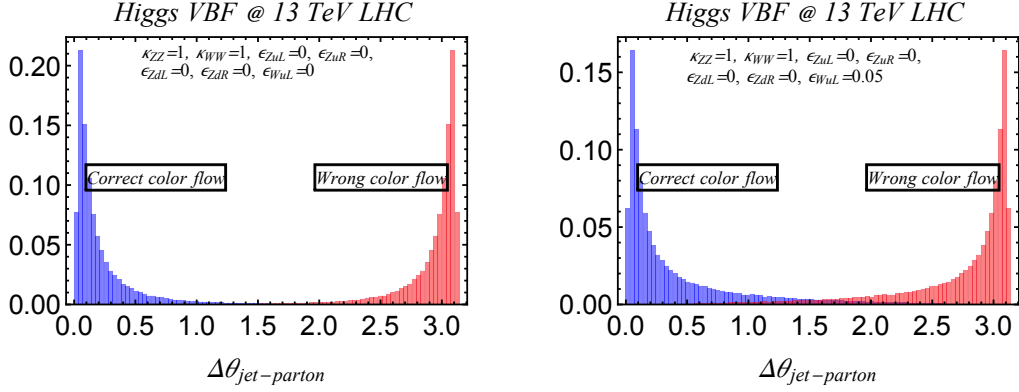 Higgs VBF @ 13 TeV LHC
κZZ=1, κWW=1, ϵZuL=0, ϵZuR=0,
ϵZdL=0, ϵZdR=0, ϵWuL=0
0.20
0.15
0.10
0.05
0.00
Correct color flow
Wrong color flow
0.0 0.5 1.0 1.5 2.0 2.5 3.0
Δθjet−parton
Higgs VBF @ 13 TeV LHC
κZZ=1, κWW=1, ϵZuL=0, ϵZuR=0,
ϵZdL=0, ϵZdR=0, ϵWuL=0.05
0.15
0.10
0.05
0.00
Correct color flow
Wrong color flow
0.0 0.5 1.0 1.5 2.0 2.5 3.0
Δθjet−parton